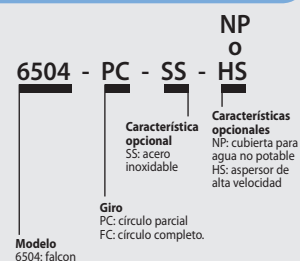 NP
o
6504 - PC - SS - HS
Característica
opcional
SS: acero
inoxidable
Características
opcionales
NP: cubierta para
agua no potable
HS: aspersor de
alta velocidad
Giro
PC: círculo parcial
FC: círculo completo.
Modelo
6504: falcon